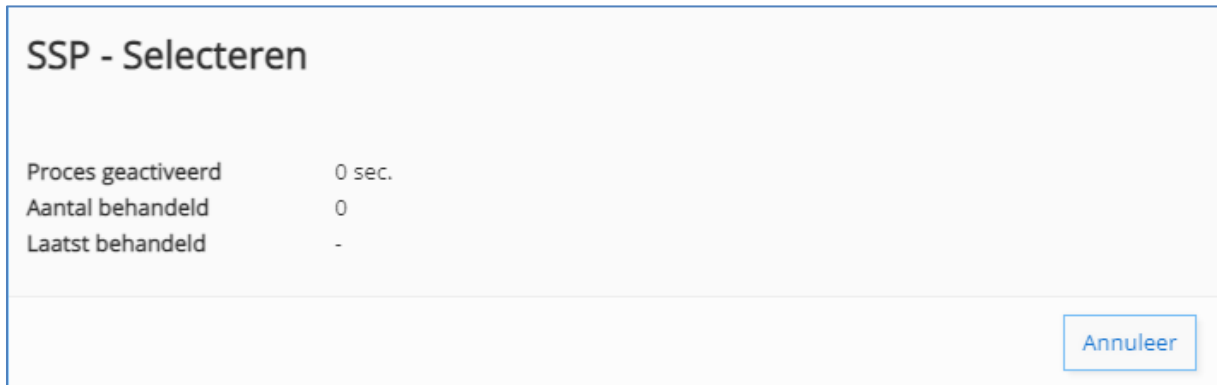 SSP - Selecteren
Proces geactiveerd 0 sec.
Aantal behandeld 0
Laatst behandeld -
Annuleer